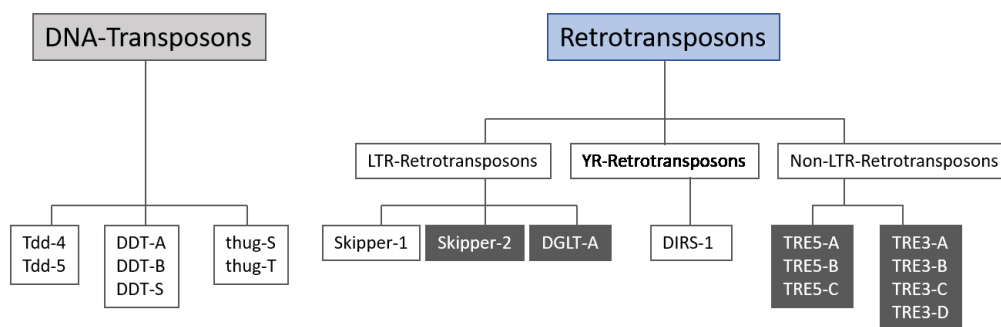 DNA-Transposons
Retrotransposons
LTR-Retrotransposons
YR-Retrotransposons
Non-LTR-Retrotransposons
Tdd-4
Tdd-5
DDT-A
DDT-B
DDT-S
thug-S
thug-T
Skipper-1
Skipper-2
DGLT-A
DIRS-1
TRE5-A
TRE5-B
TRE5-C
TRE3-A
TRE3-B
TRE3-C
TRE3-D